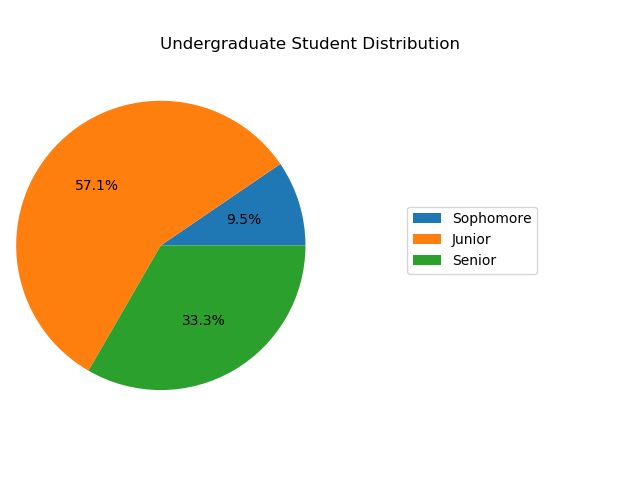 Undergraduate Student Distribution
57.1%
9.5%
33.3%
Sophomore
Junior
Senior